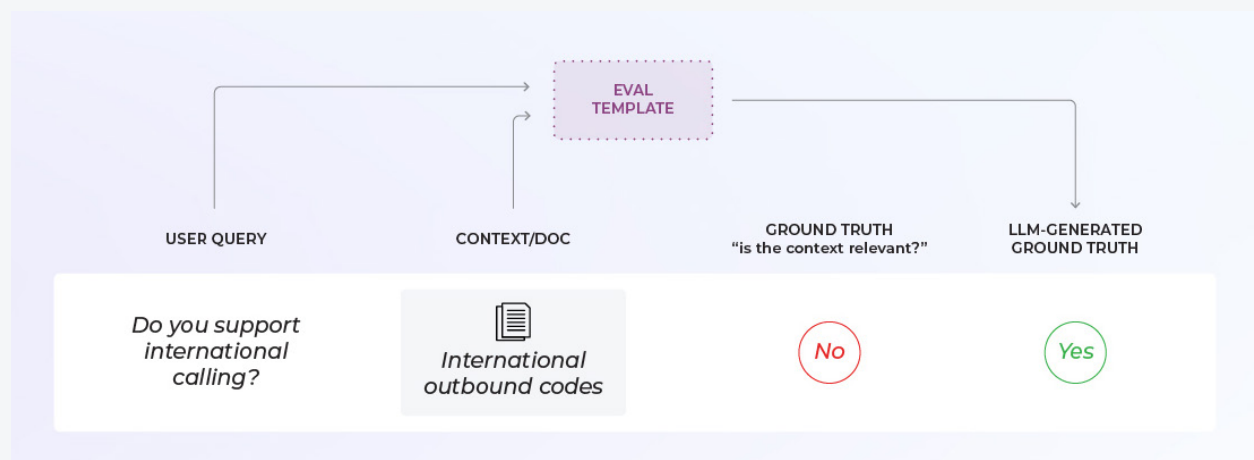 EVAL
TEMPLATE
USER QUERY
CONTEXT/DOC
GROUND TRUTH
“is the context relevant?”
LLM-GENERATED
GROUND TRUTH
Do you support
international
calling?
International
outbound codes
No
Yes